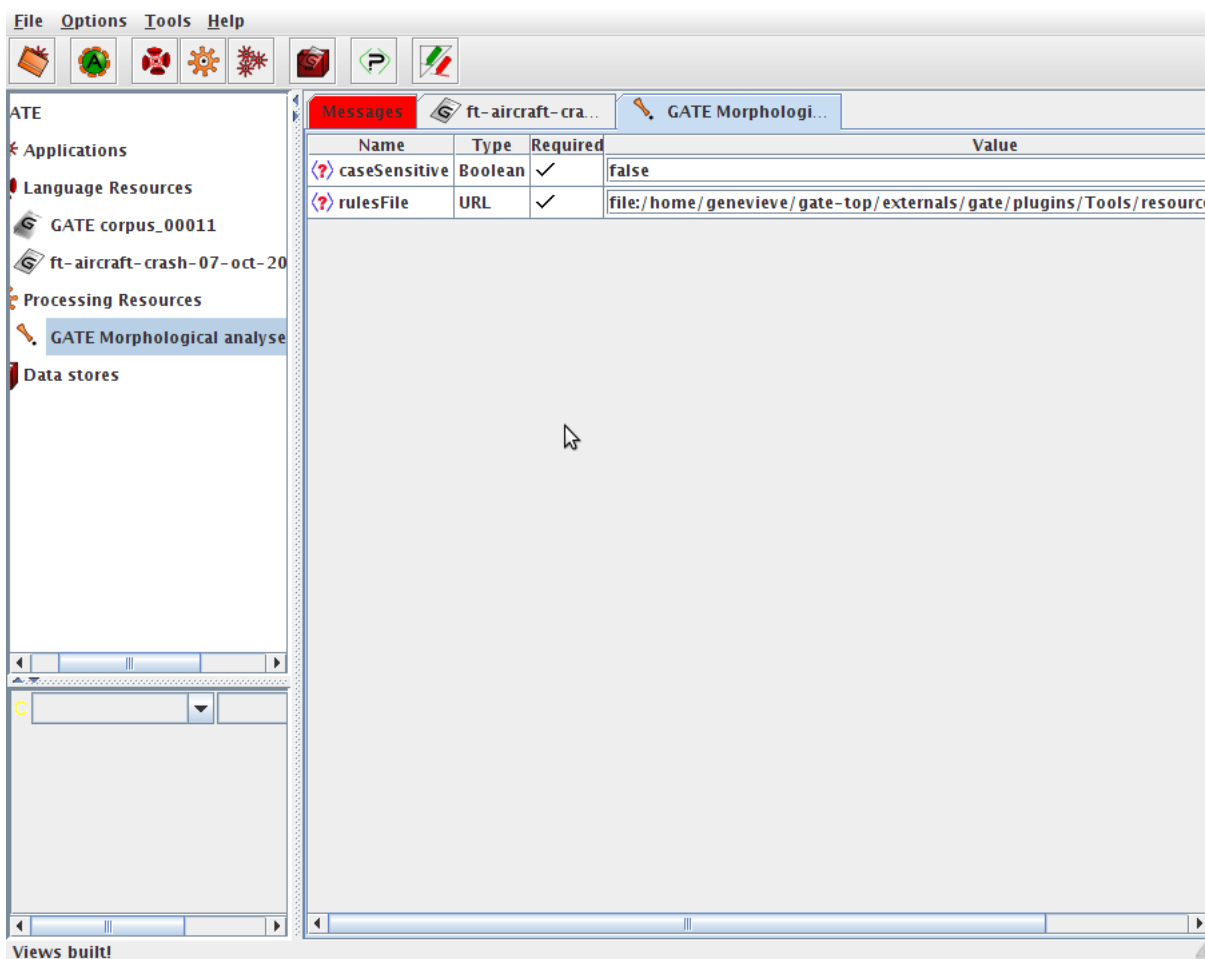 File Options Tools Help
ATE
Applications
Language Resources
GATE corpus_00011
ft-aircraft-crash-07-oct-20
Processing Resources
GATE Morphological analyse
Data stores
Messages ft-aircraft-cra... GATE Morphologi...
Name Type Required Value
<?> caseSensitive Boolean ✓ false
<?> rulesFile URL ✓ file:/home/genevieve/gate-top/externals/gate/plugins/Tools/resource
C
Views built!